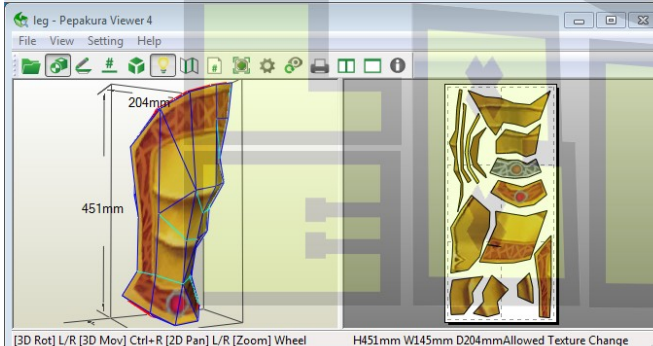 leg - Pepakura Viewer 4
File View Setting Help
204mm
451mm
[3D Rot] L/R [3D Mov] Ctrl+R [2D Pan] L/R [Zoom] Wheel H451mm W145mm D204mmAllowed Texture Change